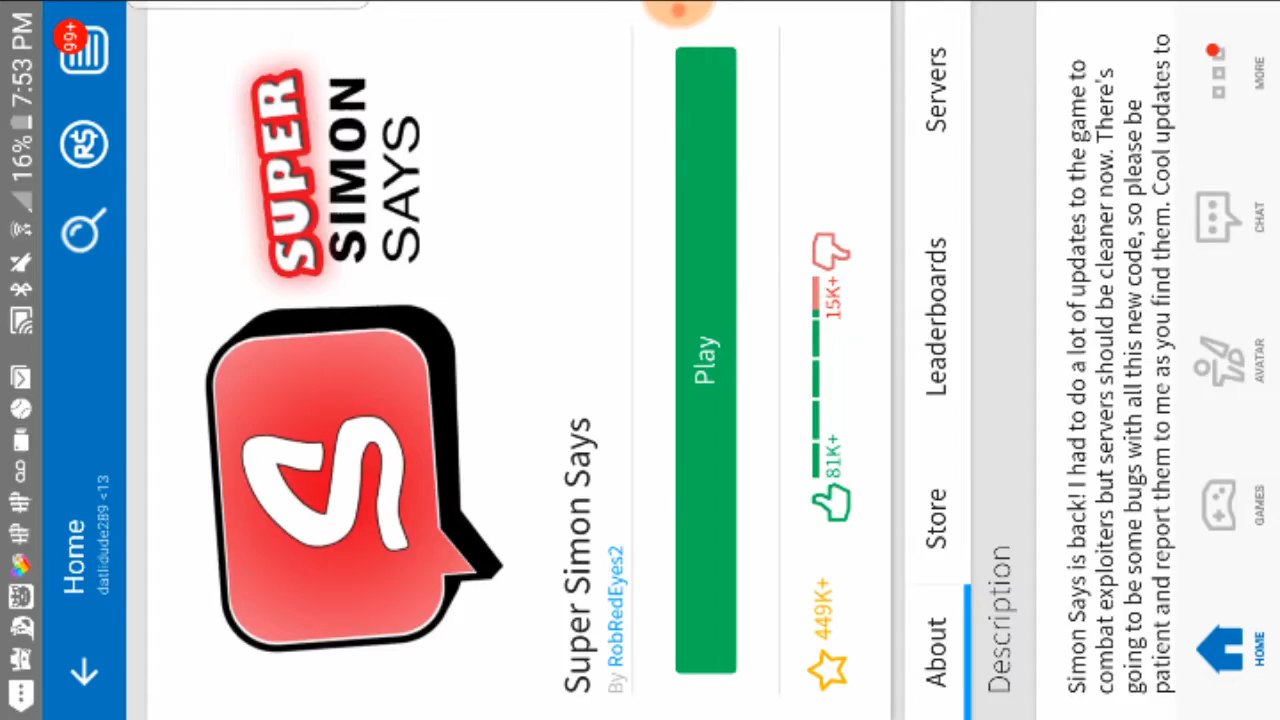 16% 7:53 PM
Home
datlidude289 <13
R$
99+
SUPER
SIMON
SAYS
S
Super Simon Says
By RobRedEyes2
Play
449K+
81K+
15K+
About
Store
Leaderboards
Servers
Description
Simon Says is back! I had to do a lot of updates to the game to
combat exploiters but servers should be cleaner now. There's
going to be some bugs with all this new code, so please be
patient and report them to me as you find them. Cool updates to
HOME
GAMES
AVATAR
CHAT
MORE